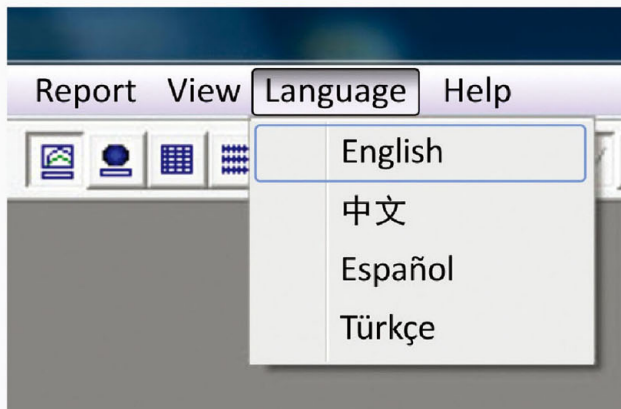 Report View Language Help
English
中文
Español
Türkçe